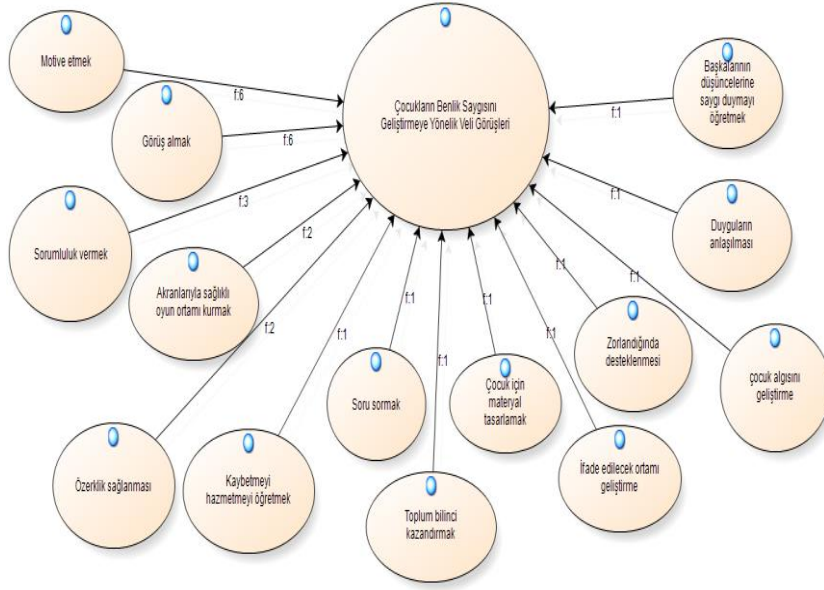 Motive etmek
f:6
Görüş almak
f:6
Sorumluluk vermek
f:3
Akranlarıyla sağlıklı
oyun ortamı kurmak
f:2
Özerklik sağlanması
f:2
Kaybetmeyi
hazmetmeyi öğretmek
f:1
Soru sormak
f:1
Toplum bilinci
kazandırmak
f:1
Çocuk için
materyal
tasarlamak
f:1
İfade edilecek ortamı
geliştirme
f:1
Zorlandığında
desteklenmesi
f:1
çocuk algısını
geliştirme
f:1
Duyguların
anlaşılması
f:1
Başkalarının
düşüncelerine
saygı duymayı
öğretmek
f:1
Çocukların Benlik Saygısını
Geliştirmeye Yönelik Veli Görüşleri